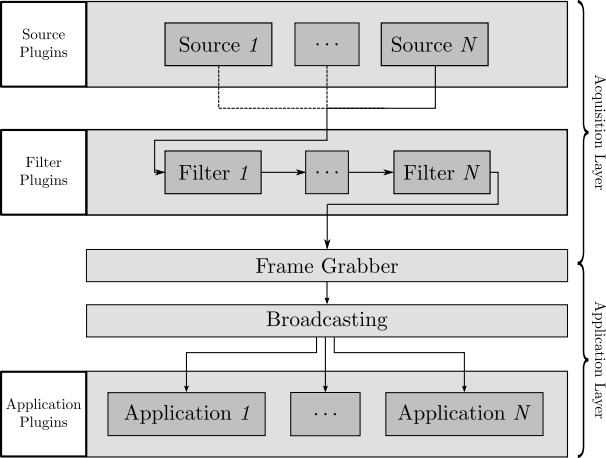 Source
Plugins
Source 1
···
Source N
Acquisition Layer
Filter
Plugins
Filter 1
···
Filter N
Frame Grabber
Broadcasting
Application Layer
Application
Plugins
Application 1
···
Application N